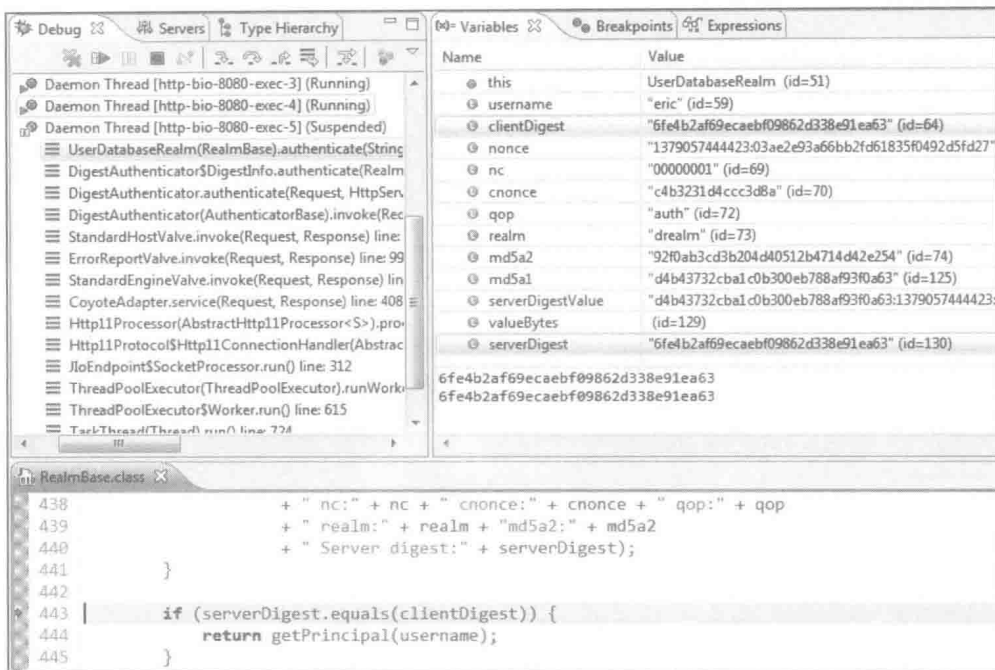 Debug Servers Type Hierarchy
Daemon Thread [http-bio-8080-exec-3] (Running)
Daemon Thread [http-bio-8080-exec-4] (Running)
Daemon Thread [http-bio-8080-exec-5] (Suspended)
UserDatabaseRealm(RealmBase).authenticate(String
DigestAuthenticator$DigestInfo.authenticate(Realm
DigestAuthenticator.authenticate(Request, HttpServ
DigestAuthenticator(AuthenticatorBase).invoke(Rec
StandardHostValve.invoke(Request, Response) line:
ErrorReportValve.invoke(Request, Response) line: 99
StandardEngineValve.invoke(Request, Response) lin
CoyoteAdapter.service(Request, Response) line: 408
Http11Processor(AbstractHttp11Processor<S>).pro
Http11Protocol$Http11ConnectionHandler(Abstrac
JIoEndpoint$SocketProcessor.run() line: 312
ThreadPoolExecutor(ThreadPoolExecutor).runWork
ThreadPoolExecutor$Worker.run() line: 615
TaskThread(Thread).run() line: 724
(x)= Variables Breakpoints Expressions
Name Value
this UserDatabaseRealm (id=51)
username "eric" (id=59)
clientDigest "6fe4b2af69ecaebf09862d338e91ea63" (id=64)
nonce "1379057444423:03ae2e93a66bb2fd61835f0492d5fd27"
nc "00000001" (id=69)
cnonce "c4b3231d4ccc3d8a" (id=70)
qop "auth" (id=72)
realm "drealm" (id=73)
md5a2 "92f0ab3cd3b204d40512b4714d42e254" (id=74)
md5a1 "d4b43732cba1c0b300eb788af93f0a63" (id=125)
serverDigestValue "d4b43732cba1c0b300eb788af93f0a63:1379057444423:
valueBytes (id=129)
serverDigest "6fe4b2af69ecaebf09862d338e91ea63" (id=130)
6fe4b2af69ecaebf09862d338e91ea63
6fe4b2af69ecaebf09862d338e91ea63
RealmBase.class
438 + " nc:" + nc + " cnonce:" + cnonce + " qop:" + qop
439 + " realm:" + realm + "md5a2:" + md5a2
440 + " Server digest:" + serverDigest);
441 }
442
443 if (serverDigest.equals(clientDigest)) {
444 return getPrincipal(username);
445 }